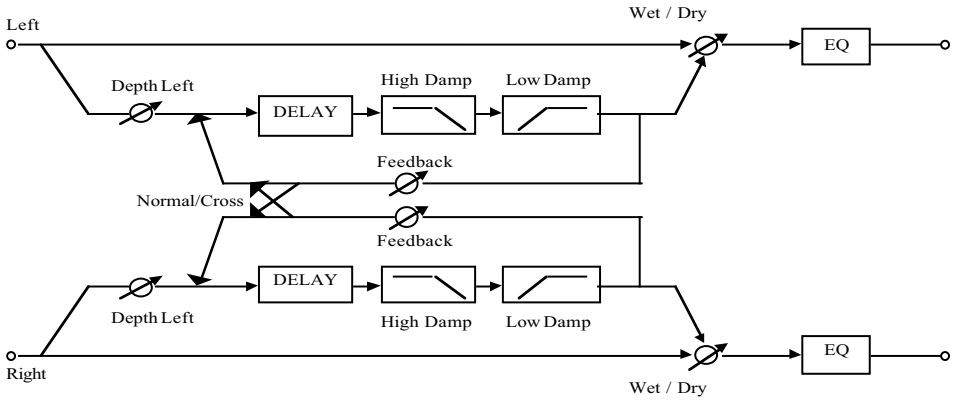 Wet / Dry
Left
EQ
Depth Left
High Damp
Low Damp
DELAY
Feedback
Normal/Cross
Feedback
DELAY
Depth Left
High Damp
Low Damp
EQ
Right
Wet / Dry